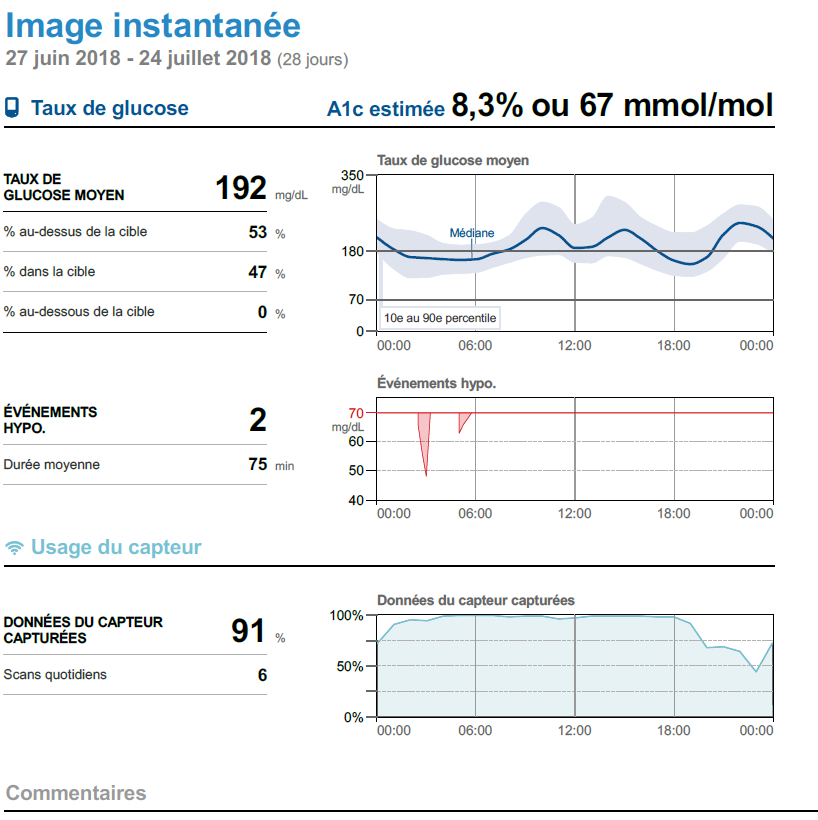 Image instantanée
27 juin 2018 - 24 juillet 2018 (28 jours)
Taux de glucose
A1c estimée 8,3% ou 67 mmol/mol
TAUX DE
GLUCOSE MOYEN 192 mg/dL
% au-dessus de la cible 53 %
% dans la cible 47 %
% au-dessous de la cible 0 %
Taux de glucose moyen
350
mg/dL
Médiane
180
70
10e au 90e percentile
0
00:00 06:00 12:00 18:00 00:00
ÉVÉNEMENTS
HYPO. 2
Durée moyenne 75 min
Événements hypo.
70
mg/dL
60
50
40
00:00 06:00 12:00 18:00 00:00
Usage du capteur
DONNÉES DU CAPTEUR
CAPTURÉES 91 %
Scans quotidiens 6
Données du capteur capturées
100%
50%
0%
00:00 06:00 12:00 18:00 00:00
Commentaires